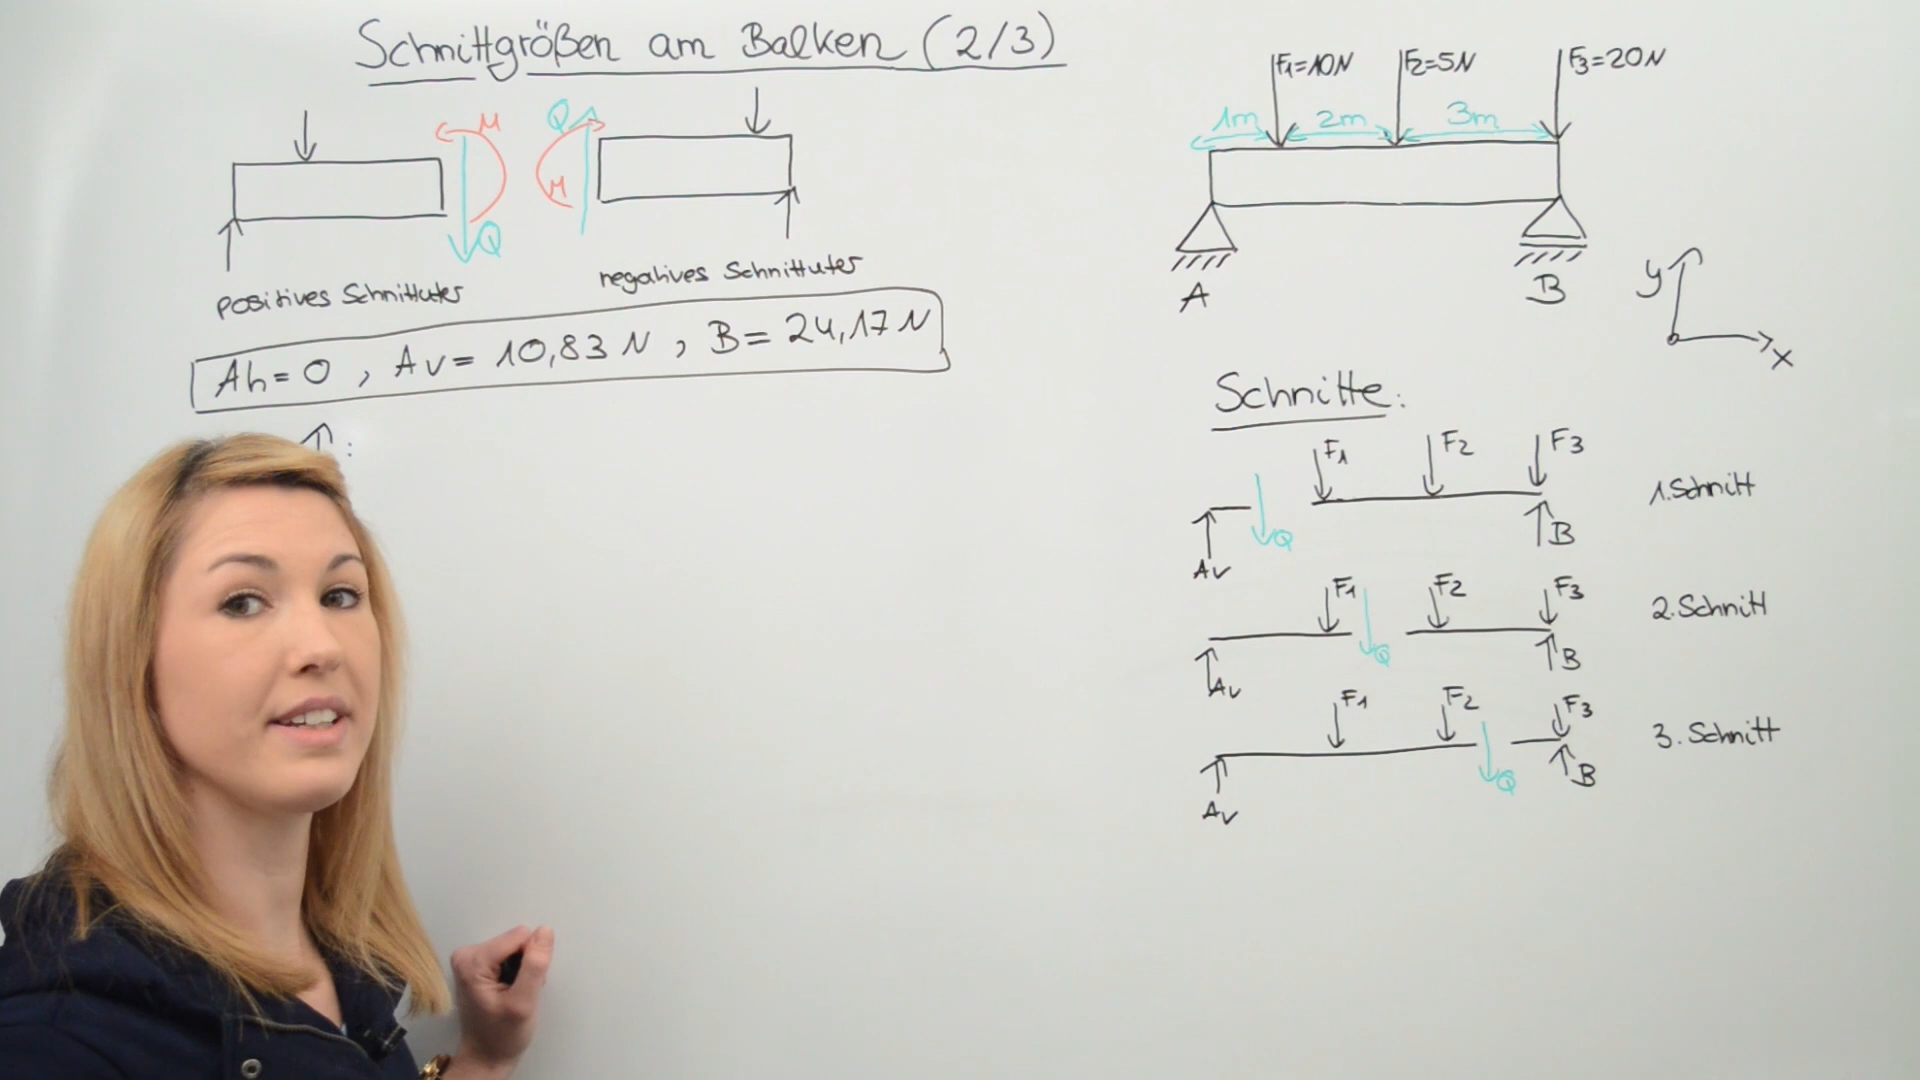 Schnittgrößen am Balken (2/3)
M
Q
Q
M
positives Schnittufer
negatives Schnittufer
Ah=0 , Av= 10,83 N , B= 24,17 N
:
F1=10N
F2=5N
F3=20N
1m
2m
3m
A
B
y
x
Schnitte:
F1
F2
F3
Q
Av
B
1.Schnitt
F1
F2
F3
Q
Av
B
2.Schnitt
F1
F2
F3
Q
Av
B
3. Schnitt